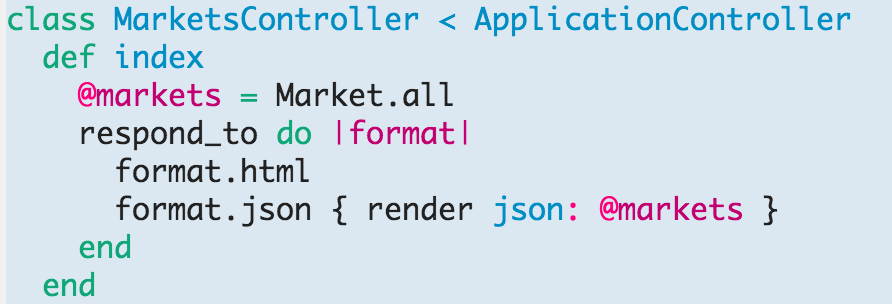 class MarketsController < ApplicationController
  def index
    @markets = Market.all
    respond_to do |format|
      format.html
      format.json { render json: @markets }
    end
  end